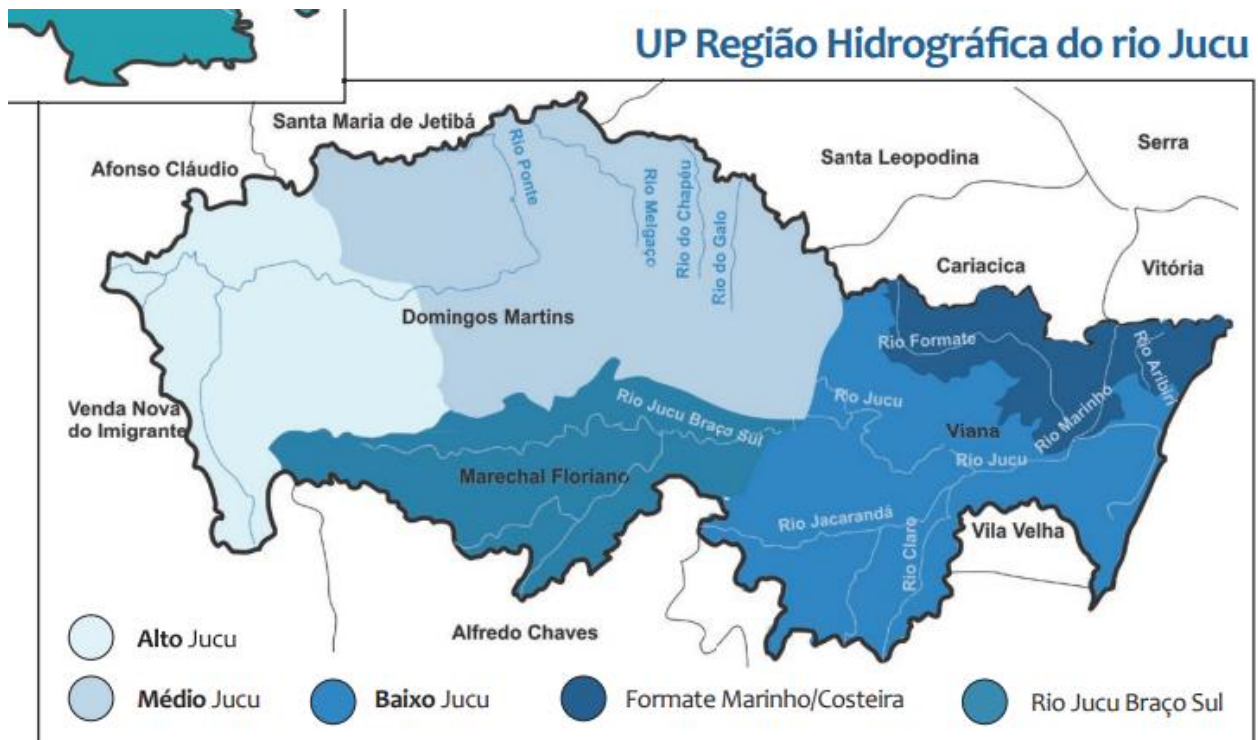 UP Região Hidrográfica do rio Jucu
Santa Maria de Jetibá
Afonso Cláudio
Rio Ponte
Rio Melgaço
Rio do Chapéu
Rio do Galo
Santa Leopodina
Serra
Cariacica
Vitória
Domingos Martins
Rio Formate
Rio Aribiri
Venda Nova
do Imigrante
Rio Jucu Braço Sul
Rio Jucu
Rio Marinho
Viana
Rio Jucu
Marechal Floriano
Rio Jacarandá
Rio Claro
Vila Velha
Alfredo Chaves
Alto Jucu
Médio Jucu
Baixo Jucu
Formate Marinho/Costeira
Rio Jucu Braço Sul